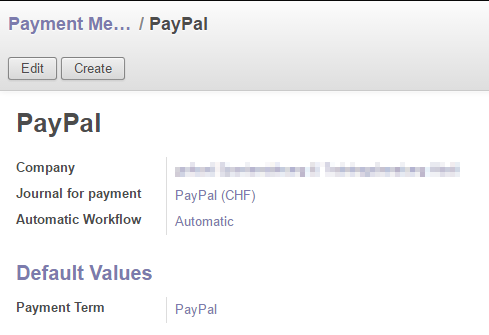 Payment Me... / PayPal
Edit Create
PayPal
Company
Journal for payment PayPal (CHF)
Automatic Workflow Automatic
Default Values
Payment Term PayPal